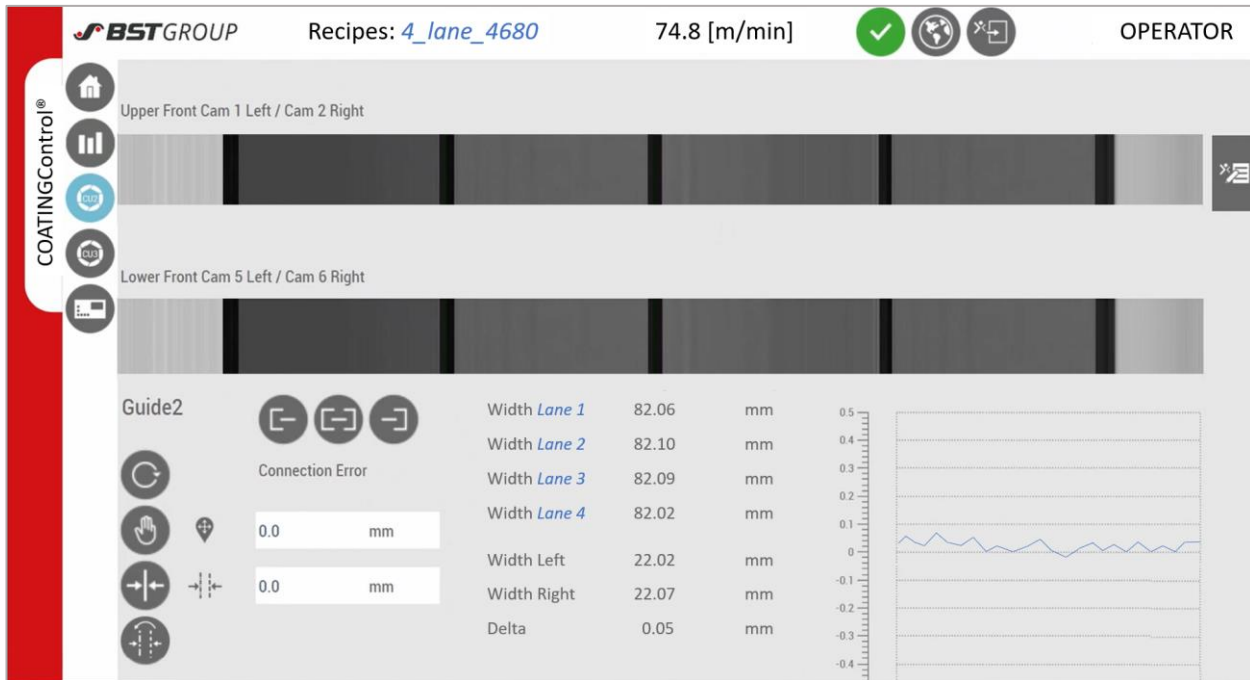 BST GROUP
Recipes: 4_lane_4680
74.8 [m/min]
OPERATOR
COATINGControl®
CU2
CU3
Upper Front Cam 1 Left / Cam 2 Right
Lower Front Cam 5 Left / Cam 6 Right
Guide2
Connection Error
0.0 mm
0.0 mm
Width Lane 1 82.06 mm
Width Lane 2 82.10 mm
Width Lane 3 82.09 mm
Width Lane 4 82.02 mm
Width Left 22.02 mm
Width Right 22.07 mm
Delta 0.05 mm
0.5
0.4
0.3
0.2
0.1
0
-0.1
-0.2
-0.3
-0.4